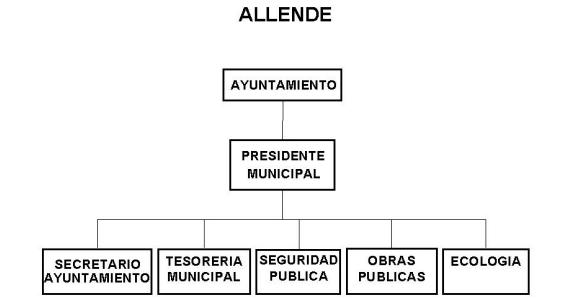 ALLENDE
AYUNTAMIENTO
PRESIDENTE
MUNICIPAL
SECRETARIO
AYUNTAMIENTO
TESORERIA
MUNICIPAL
SEGURIDAD
PUBLICA
OBRAS
PUBLICAS
ECOLOGIA